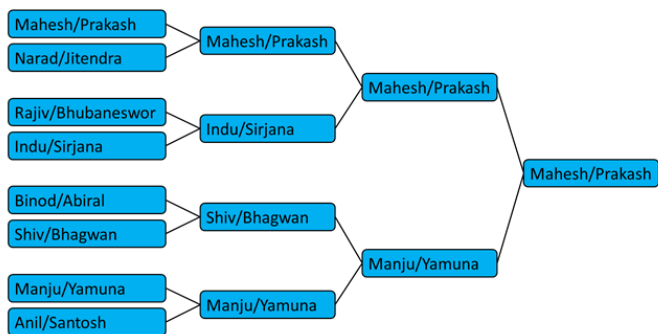 Mahesh/Prakash
Narad/Jitendra
Rajiv/Bhubaneswor
Indu/Sirjana
Binod/Abiral
Shiv/Bhagwan
Manju/Yamuna
Anil/Santosh
Mahesh/Prakash
Indu/Sirjana
Shiv/Bhagwan
Manju/Yamuna
Mahesh/Prakash
Manju/Yamuna
Mahesh/Prakash